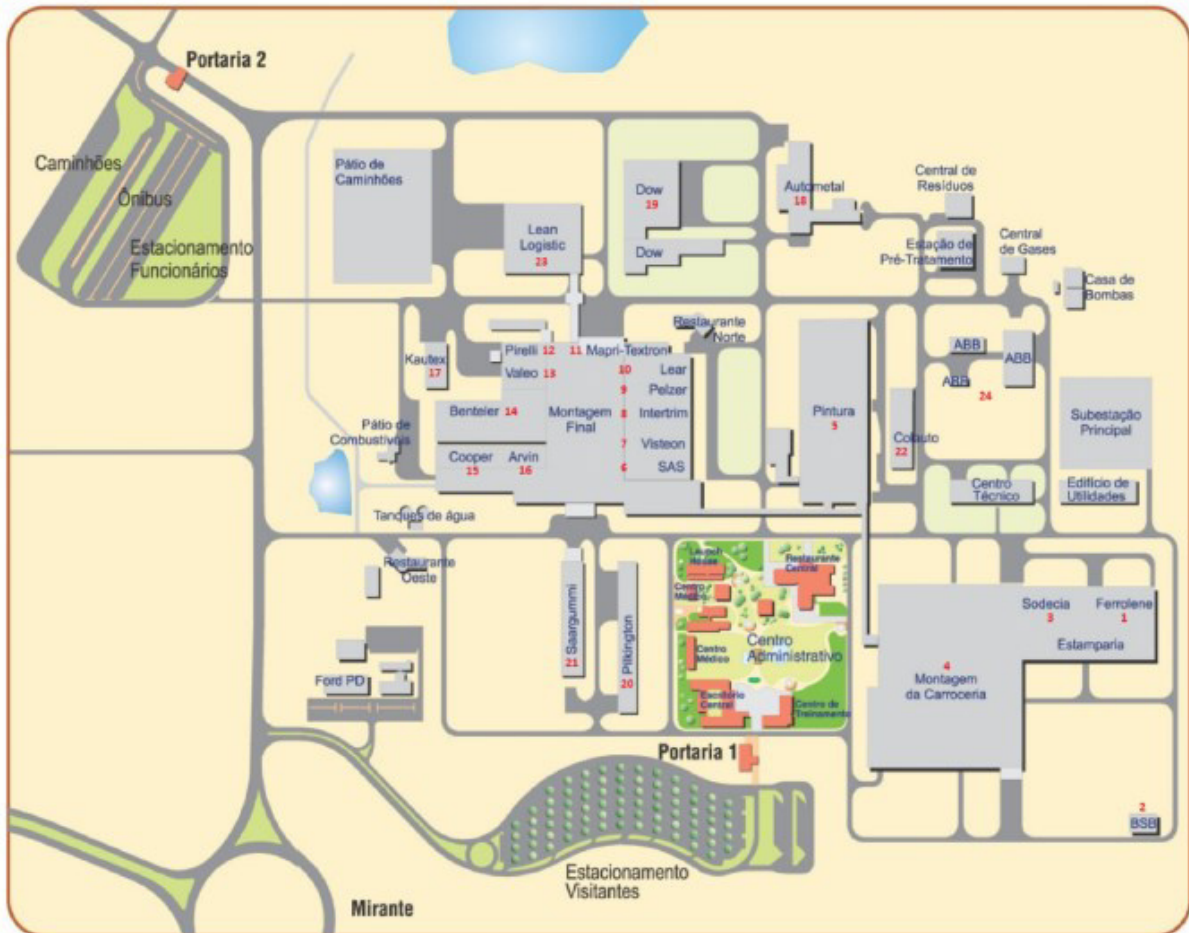 Portaria 2
Caminhões
Ônibus
Estacionamento
Funcionários
Pátio de
Caminhões
Lean
Logistic
23
Dow
19
Dow
Autometal
18
Central de
Resíduos
Estação de
Pré-Tratamento
Central
de Gases
Casa de
Bombas
Kautex
17
Pirelli 12
11 Mapri-Textron
Restaurante
Norte
Valeo 13
10 Lear
9 Pelzer
Benteler 14
Montagem
Final
8 Intertrim
7 Visteon
6 SAS
Cooper
15
Arvin
16
Pátio de
Combustíveis
Tanques de água
Restaurante
Oeste
Pintura
5
Colauto
22
ABB
ABB
ABB
24
Subestação
Principal
Centro
Técnico
Edifício de
Utilidades
Saargummi
21
Pilkington
20
Launch
House
Restaurante
Central
Centro
Médico
Centro
Médico
Centro
Administrativo
Escritório
Central
Centro de
Treinamento
Sodecia
3
Ferrolene
1
Estamparia
4
Montagem
da Carroceria
2
BSB
Ford PD
Portaria 1
Estacionamento
Visitantes
Mirante